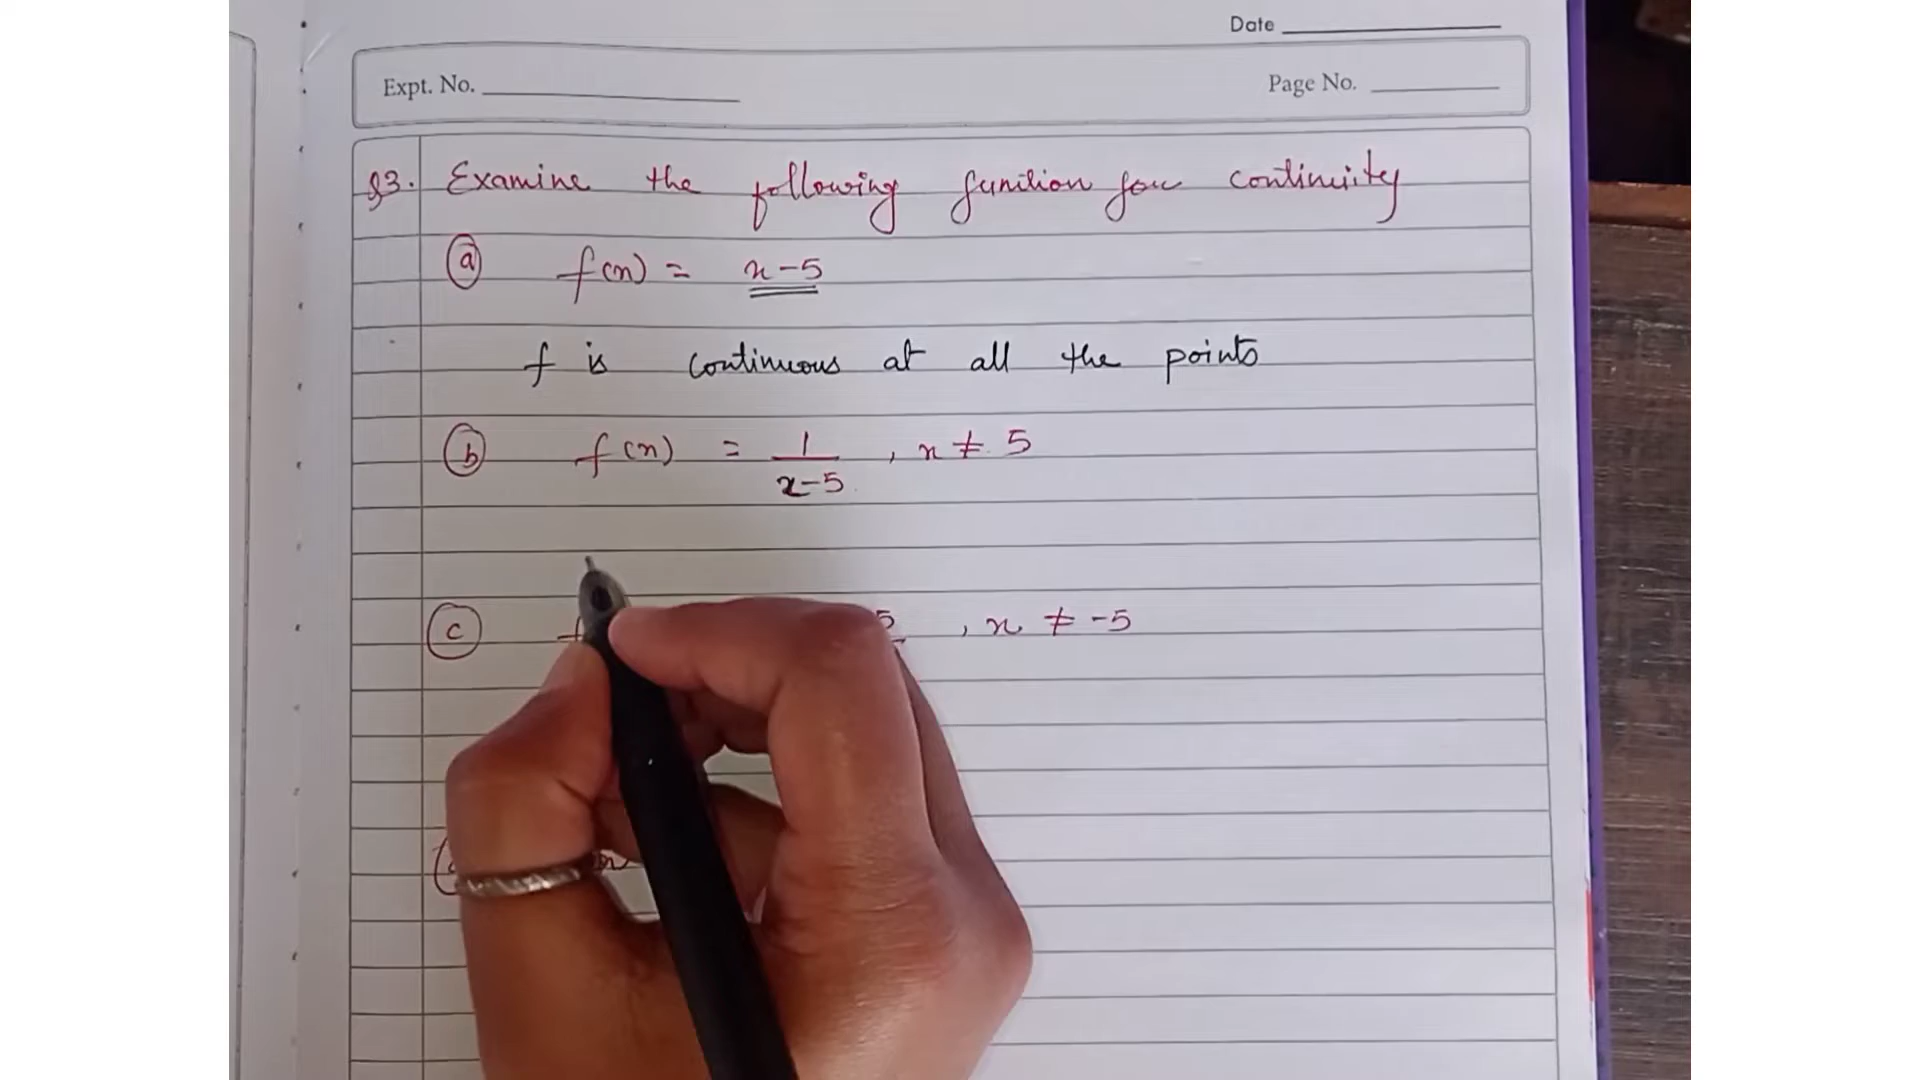 Date
Expt. No.
Page No.
Q3. Examine the following function for continuity
(a) f(x) = x-5
f is continuous at all the points
(b) f(x) = 1/(x-5) , x ≠ 5
(c) f 5 , x ≠ -5